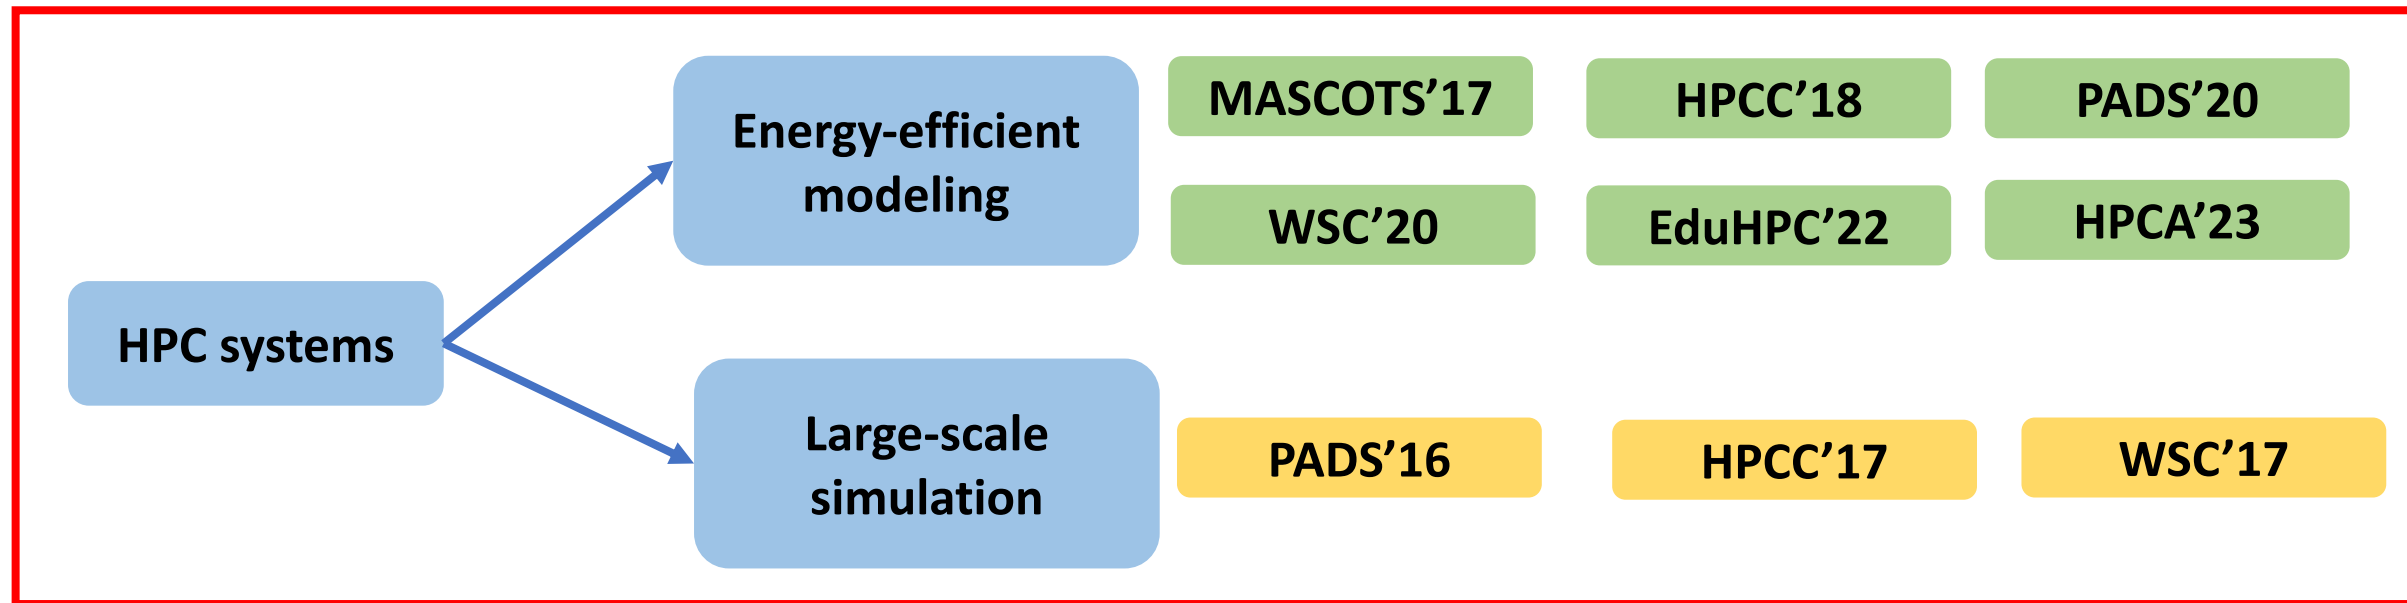 HPC systems
Energy-efficient
modeling
MASCOTS’17
HPCC’18
PADS’20
WSC’20
EduHPC’22
HPCA’23
Large-scale
simulation
PADS’16
HPCC’17
WSC’17